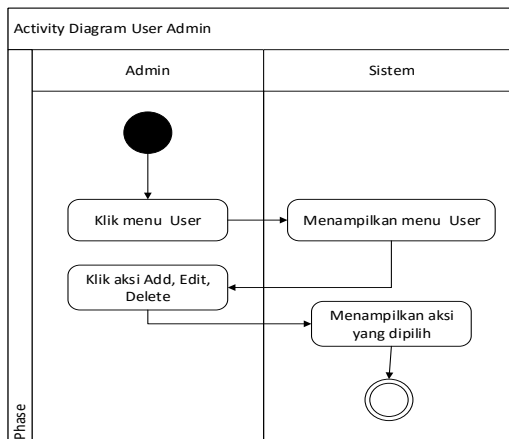 Activity Diagram User Admin
Admin
Sistem
Klik menu User
Menampilkan menu User
Klik aksi Add, Edit,
Delete
Menampilkan aksi
yang dipilih
Phase